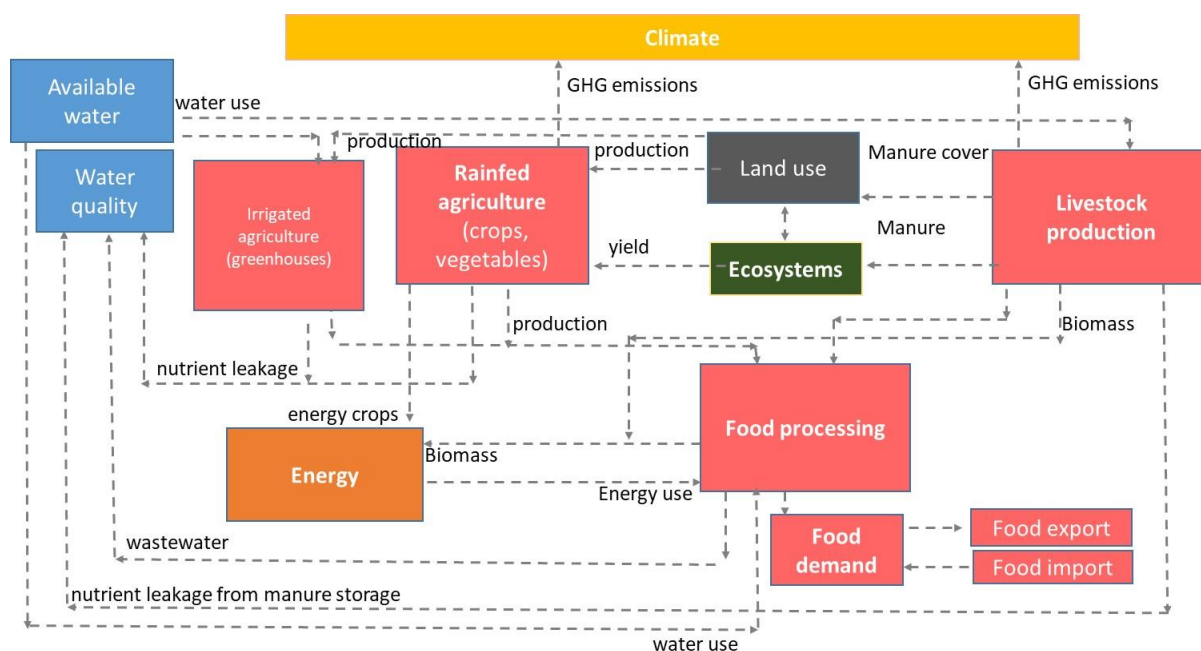 Climate
Available
water
water use
GHG emissions
GHG emissions
production
production
Water
quality
Irrigated
agriculture
(greenhouses)
Rainfed
agriculture
(crops,
vegetables)
Land use
Manure cover
Livestock
production
yield
Ecosystems
Manure
production
Biomass
nutrient leakage
energy crops
Food processing
Energy
Biomass
Energy use
wastewater
Food
demand
Food export
Food import
nutrient leakage from manure storage
water use